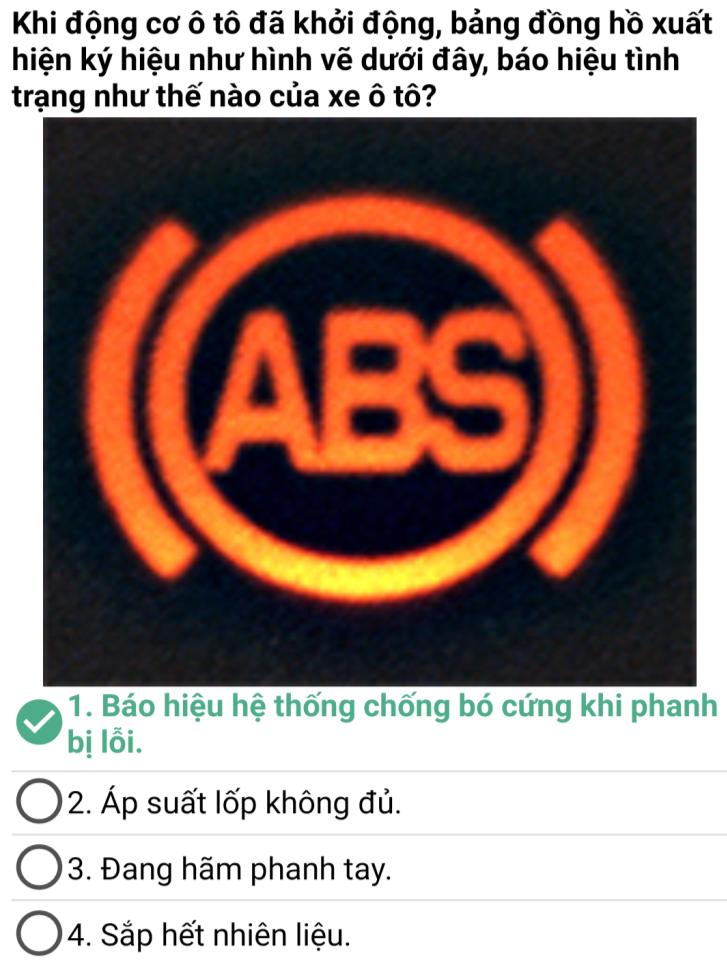 Khi động cơ ô tô đã khởi động, bảng đồng hồ xuất
hiện ký hiệu như hình vẽ dưới đây, báo hiệu tình
trạng như thế nào của xe ô tô?
ABS
1. Báo hiệu hệ thống chống bó cứng khi phanh
bị lỗi.
2. Áp suất lốp không đủ.
3. Đang hãm phanh tay.
4. Sắp hết nhiên liệu.